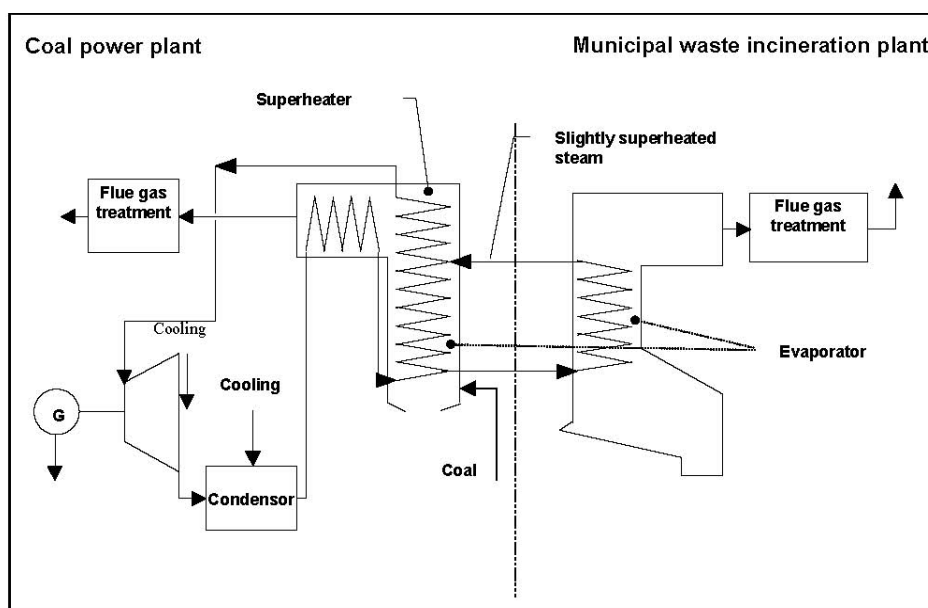 Coal power plant
Municipal waste incineration plant
Superheater
Slightly superheated
steam
Flue gas
treatment
Flue gas
treatment
Cooling
Cooling
Evaporator
G
Coal
Condensor